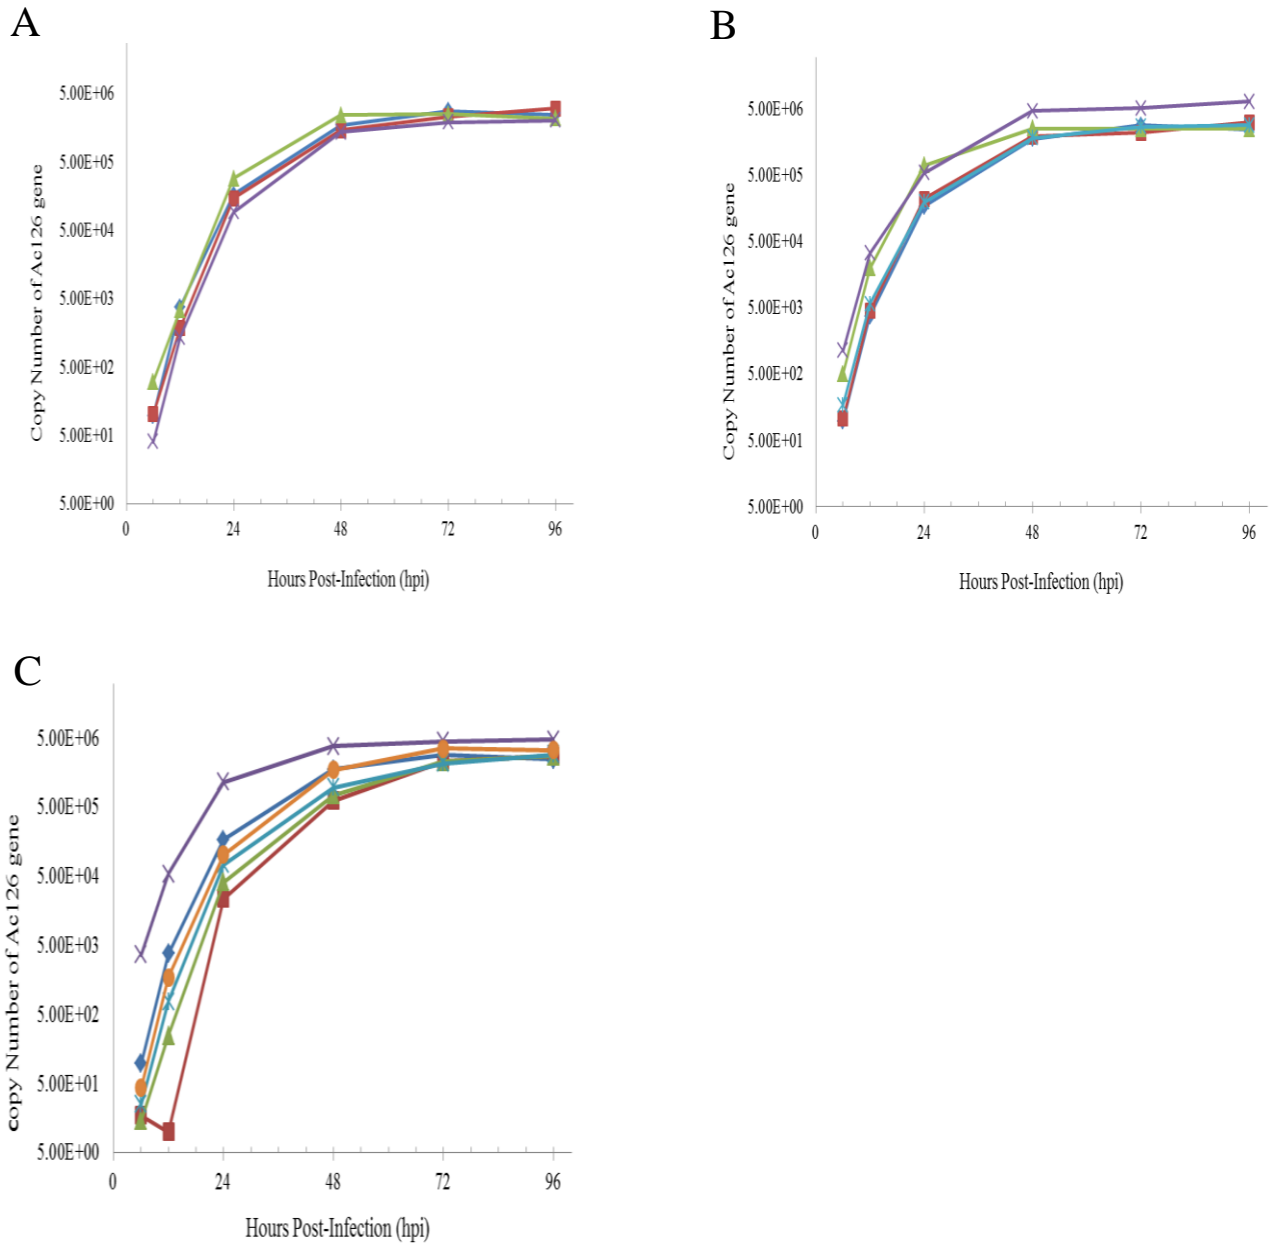 A
5.00E+06
5.00E+05
5.00E+04
5.00E+03
5.00E+02
5.00E+01
5.00E+00
Copy Number of Ac126 gene
0 24 48 72 96
Hours Post-Infection (hpi)
B
5.00E+06
5.00E+05
5.00E+04
5.00E+03
5.00E+02
5.00E+01
5.00E+00
Copy Number of Ac126 gene
0 24 48 72 96
Hours Post-Infection (hpi)
C
5.00E+06
5.00E+05
5.00E+04
5.00E+03
5.00E+02
5.00E+01
5.00E+00
copy Number of Ac126 gene
0 24 48 72 96
Hours Post-Infection (hpi)